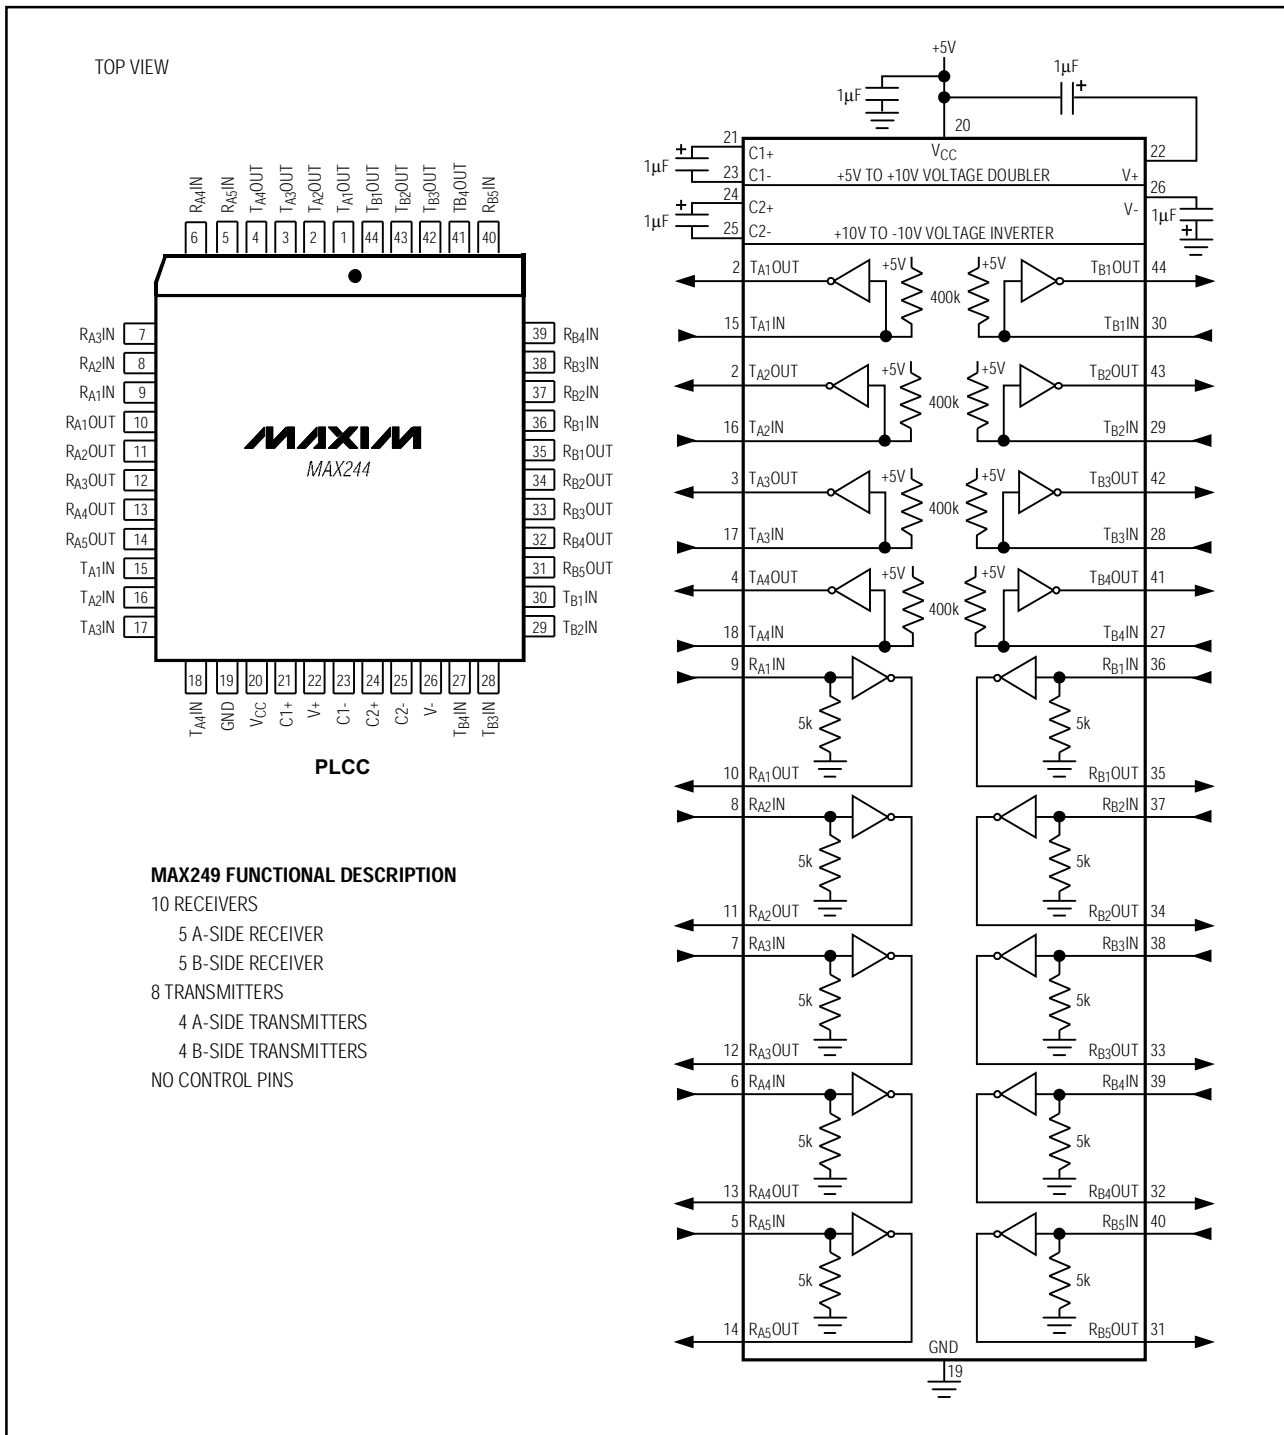 TOP VIEW
RA4IN
RA5IN
TA4OUT
TA3OUT
TA2OUT
TA1OUT
TB1OUT
TB2OUT
TB3OUT
TB4OUT
RB5IN
6 5 4 3 2 1 44 43 42 41 40
RA3IN 7
RA2IN 8
RA1IN 9
RA1OUT 10
RA2OUT 11
RA3OUT 12
RA4OUT 13
RA5OUT 14
TA1IN 15
TA2IN 16
TA3IN 17
MAXIM
MAX244
39 RB4IN
38 RB3IN
37 RB2IN
36 RB1IN
35 RB1OUT
34 RB2OUT
33 RB3OUT
32 RB4OUT
31 RB5OUT
30 TB1IN
29 TB2IN
18 19 20 21 22 23 24 25 26 27 28
TA4IN
GND
VCC
C1+
V+
C1-
C2+
C2-
V-
TB4IN
TB3IN
PLCC
MAX249 FUNCTIONAL DESCRIPTION
10 RECEIVERS
5 A-SIDE RECEIVER
5 B-SIDE RECEIVER
8 TRANSMITTERS
4 A-SIDE TRANSMITTERS
4 B-SIDE TRANSMITTERS
NO CONTROL PINS
+5V
1µF 1µF +
20
21 C1+ VCC 22
+ 1µF
23 C1- +5V TO +10V VOLTAGE DOUBLER V+
24 C2+ 26
+ 1µF V- 1µF +
25 C2- +10V TO -10V VOLTAGE INVERTER
2 TA1OUT +5V +5V TB1OUT 44
400k
15 TA1IN TB1IN 30
2 TA2OUT +5V +5V TB2OUT 43
400k
16 TA2IN TB2IN 29
3 TA3OUT +5V +5V TB3OUT 42
400k
17 TA3IN TB3IN 28
4 TA4OUT +5V +5V TB4OUT 41
400k
18 TA4IN TB4IN 27
9 RA1IN RB1IN 36
5k 5k
10 RA1OUT RB1OUT 35
8 RA2IN RB2IN 37
5k 5k
11 RA2OUT RB2OUT 34
7 RA3IN RB3IN 38
5k 5k
12 RA3OUT RB3OUT 33
6 RA4IN RB4IN 39
5k 5k
13 RA4OUT RB4OUT 32
5 RA5IN RB5IN 40
5k 5k
14 RA5OUT RB5OUT 31
GND
19